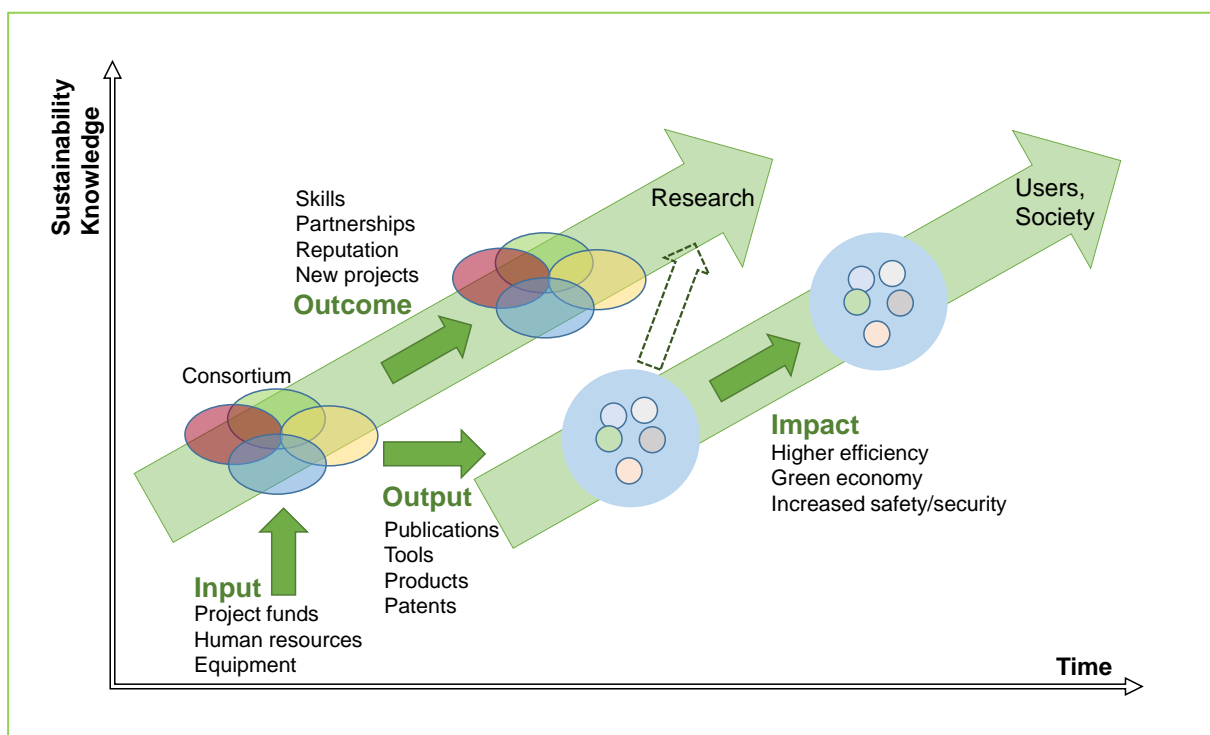 Sustainability
Knowledge
Skills
Partnerships
Reputation
New projects
Outcome
Research
Users,
Society
Consortium
Impact
Higher efficiency
Green economy
Increased safety/security
Output
Publications
Tools
Products
Patents
Input
Project funds
Human resources
Equipment
Time